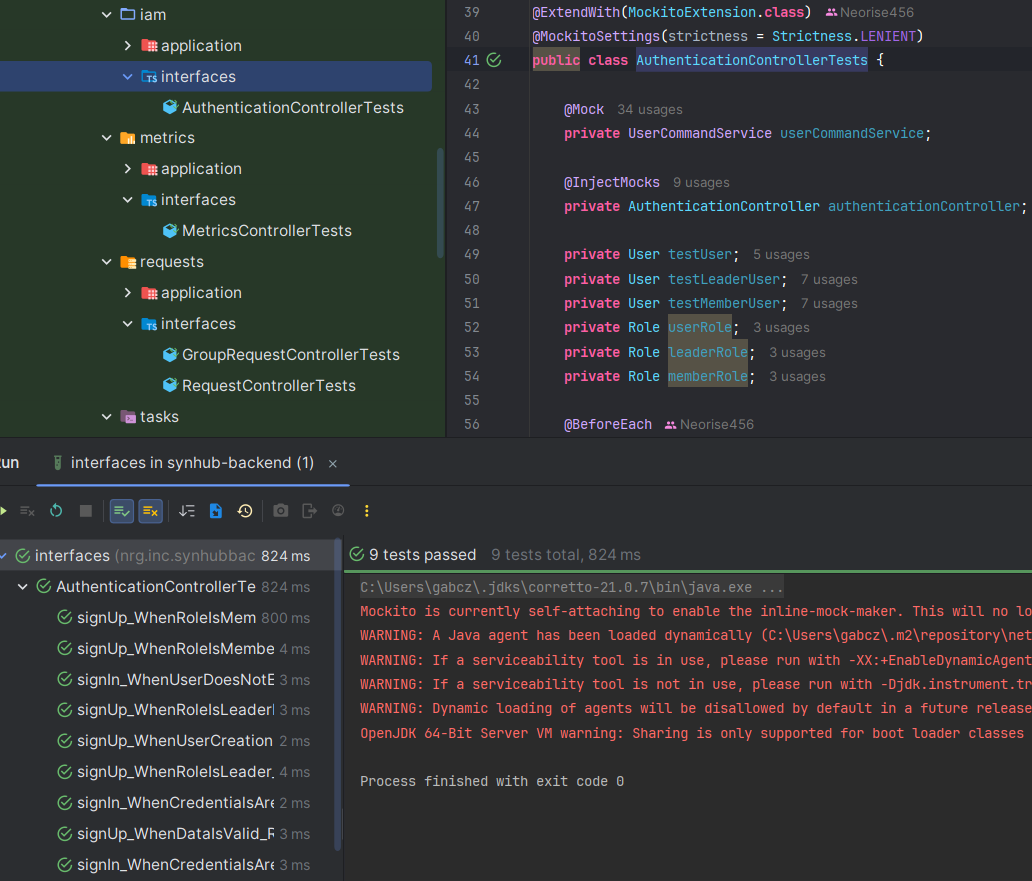 iam
application
interfaces
AuthenticationControllerTests
metrics
application
interfaces
MetricsControllerTests
requests
application
interfaces
GroupRequestControllerTests
RequestControllerTests
tasks
39 @ExtendWith(MockitoExtension.class) Neorise456
40 @MockitoSettings(strictness = Strictness.LENIENT)
41 public class AuthenticationControllerTests {
42
43 @Mock 34 usages
44 private UserCommandService userCommandService;
45
46 @InjectMocks 9 usages
47 private AuthenticationController authenticationController;
48
49 private User testUser; 5 usages
50 private User testLeaderUser; 7 usages
51 private User testMemberUser; 7 usages
52 private Role userRole; 3 usages
53 private Role leaderRole; 3 usages
54 private Role memberRole; 3 usages
55
56 @BeforeEach Neorise456
un interfaces in synhub-backend (1) ×
interfaces (nrg.inc.synhubbac 824 ms
AuthenticationControllerTe 824 ms
signUp_WhenRoleIsMem 800 ms
signUp_WhenRoleIsMembe 4 ms
signIn_WhenUserDoesNotE 3 ms
signUp_WhenRoleIsLeader 3 ms
signUp_WhenUserCreation 2 ms
signUp_WhenRoleIsLeader_ 4 ms
signIn_WhenCredentialsAre 2 ms
signUp_WhenDataIsValid_R 3 ms
signIn_WhenCredentialsAre 3 ms
9 tests passed 9 tests total, 824 ms
C:\Users\gabcz\.jdks\corretto-21.0.7\bin\java.exe ...
Mockito is currently self-attaching to enable the inline-mock-maker. This will no lo
WARNING: A Java agent has been loaded dynamically (C:\Users\gabcz\.m2\repository\net
WARNING: If a serviceability tool is in use, please run with -XX:+EnableDynamicAgent
WARNING: If a serviceability tool is not in use, please run with -Djdk.instrument.tr
WARNING: Dynamic loading of agents will be disallowed by default in a future release
OpenJDK 64-Bit Server VM warning: Sharing is only supported for boot loader classes
Process finished with exit code 0